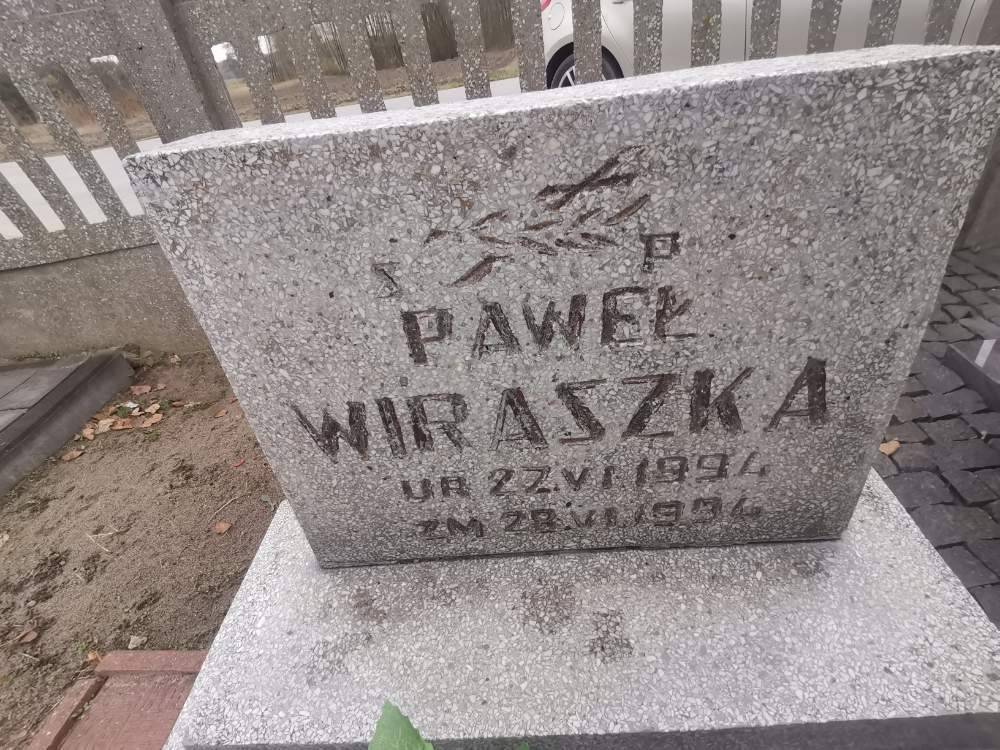 Ś P
PAWEŁ
WIRASZKA
UR 22.VI.1994
ZM 28.VI.1994